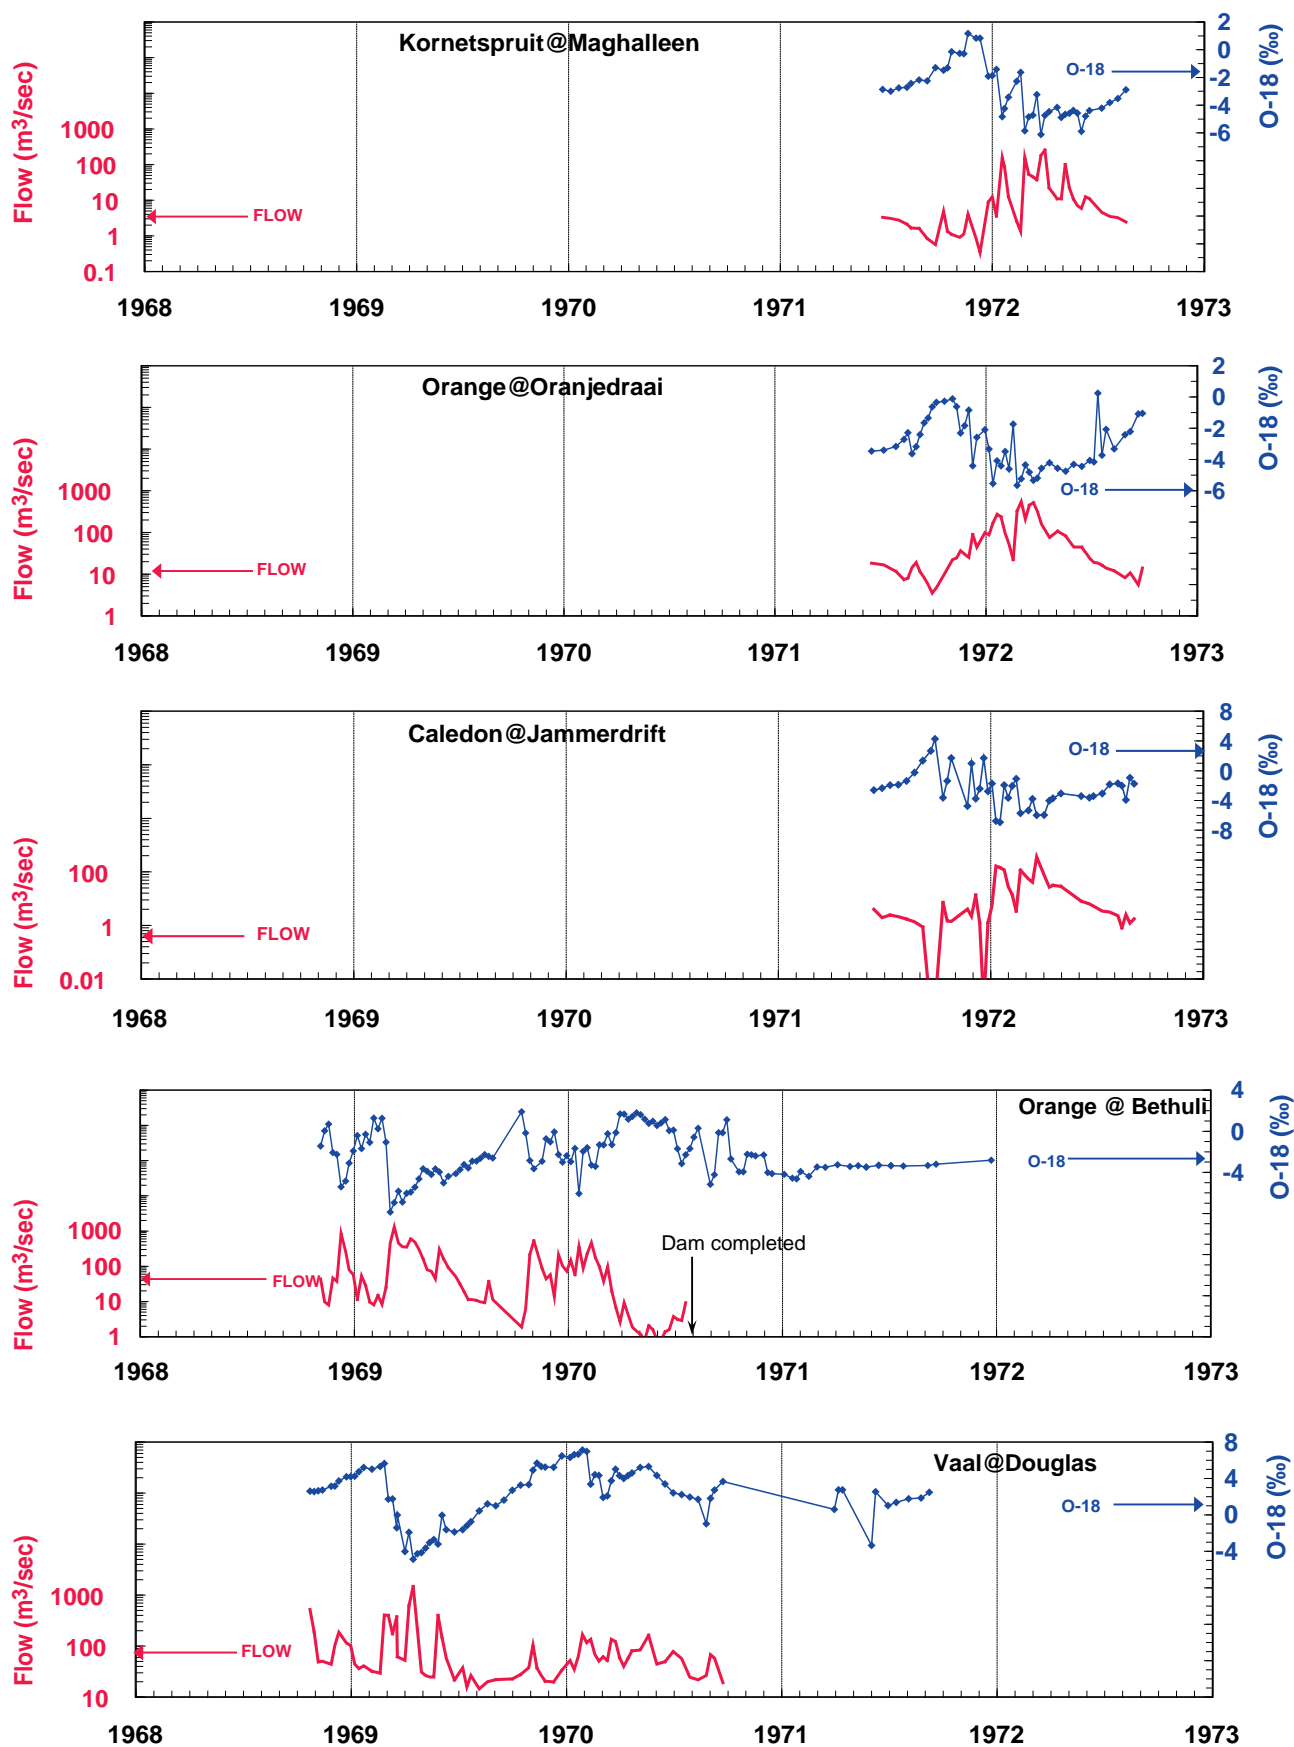 Kornetspruit@Maghalleen
Flow (m3/sec)
1000
100
10
1
0.1
FLOW
O-18
2
0
-2
-4
-6
O-18 (‰)
1968 1969 1970 1971 1972 1973
Orange@Oranjedraai
Flow (m3/sec)
1000
100
10
1
FLOW
O-18
2
0
-2
-4
-6
O-18 (‰)
1968 1969 1970 1971 1972 1973
Caledon@Jammerdrift
Flow (m3/sec)
100
1
0.01
FLOW
O-18
8
4
0
-4
-8
O-18 (‰)
1968 1969 1970 1971 1972 1973
Orange @ Bethuli
Flow (m3/sec)
1000
100
10
1
FLOW
Dam completed
O-18
4
0
-4
O-18 (‰)
1968 1969 1970 1971 1972 1973
Vaal@Douglas
Flow (m3/sec)
1000
100
10
FLOW
O-18
8
4
0
-4
O-18 (‰)
1968 1969 1970 1971 1972 1973